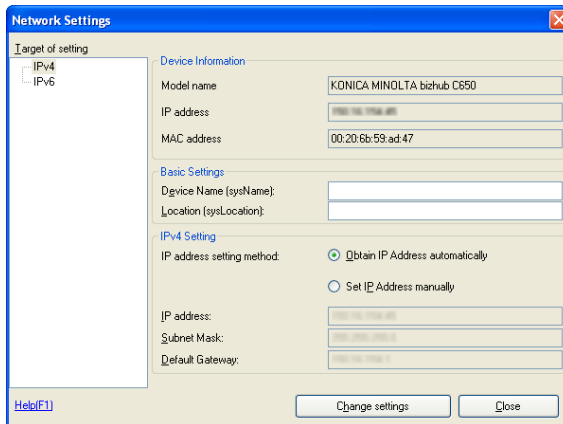 Network Settings
Target of setting
IPv4
IPv6
Device Information
Model name
KONICA MINOLTA bizhub C650
IP address
MAC address
00:20:6b:59:ad:47
Basic Settings
Device Name (sysName):
Location (sysLocation):
IPv4 Setting
IP address setting method:
Obtain IP Address automatically
Set IP Address manually
IP address:
Subnet Mask:
Default Gateway:
Help(F1)
Change settings
Close